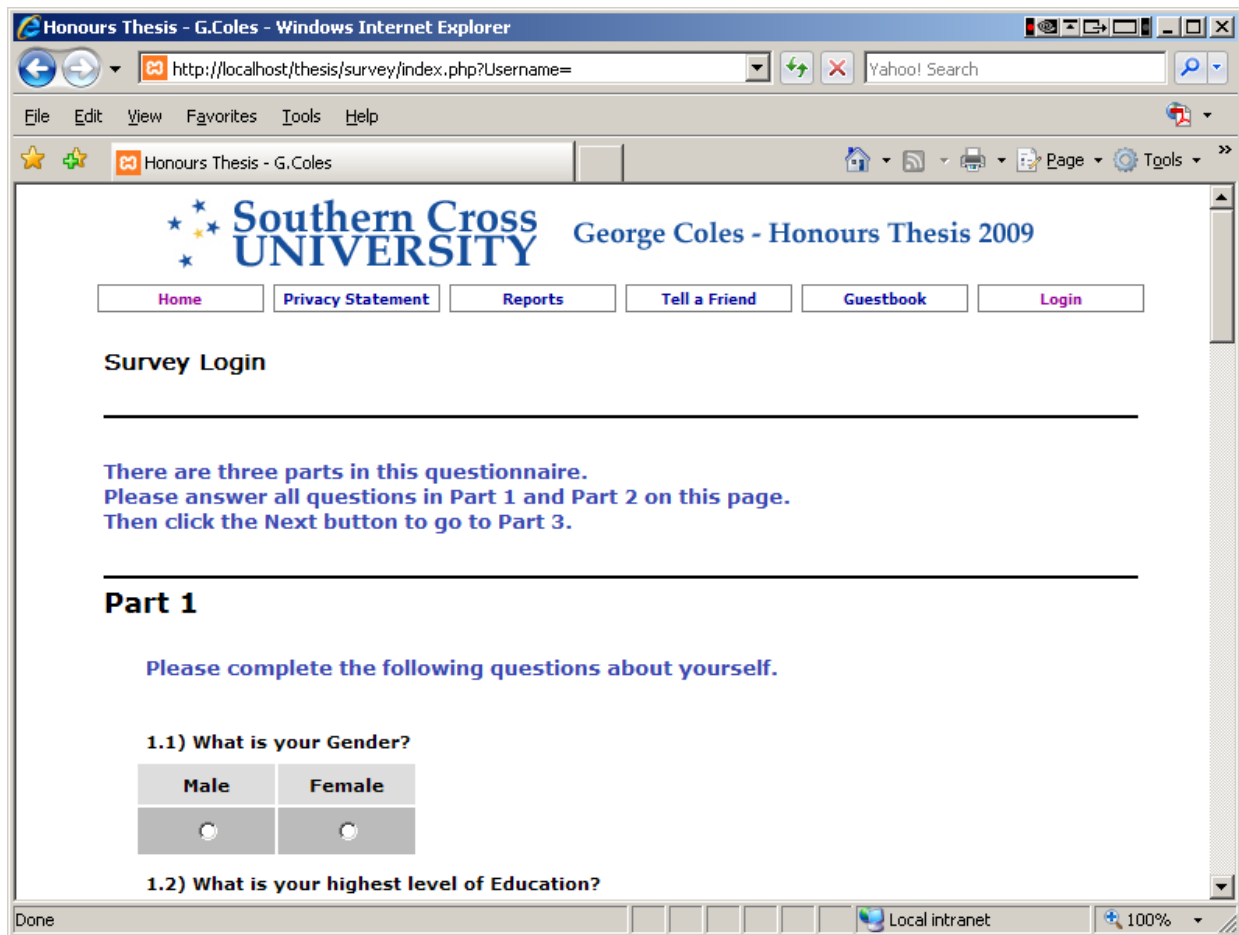 Honours Thesis - G.Coles - Windows Internet Explorer
http://localhost/thesis/survey/index.php?Username=
Yahoo! Search
File Edit View Favorites Tools Help
Honours Thesis - G.Coles
Page Tools »
Southern Cross
UNIVERSITY
George Coles - Honours Thesis 2009
Home Privacy Statement Reports Tell a Friend Guestbook Login
Survey Login
There are three parts in this questionnaire.
Please answer all questions in Part 1 and Part 2 on this page.
Then click the Next button to go to Part 3.
Part 1
Please complete the following questions about yourself.
1.1) What is your Gender?
Male Female
1.2) What is your highest level of Education?
Done Local intranet 100%